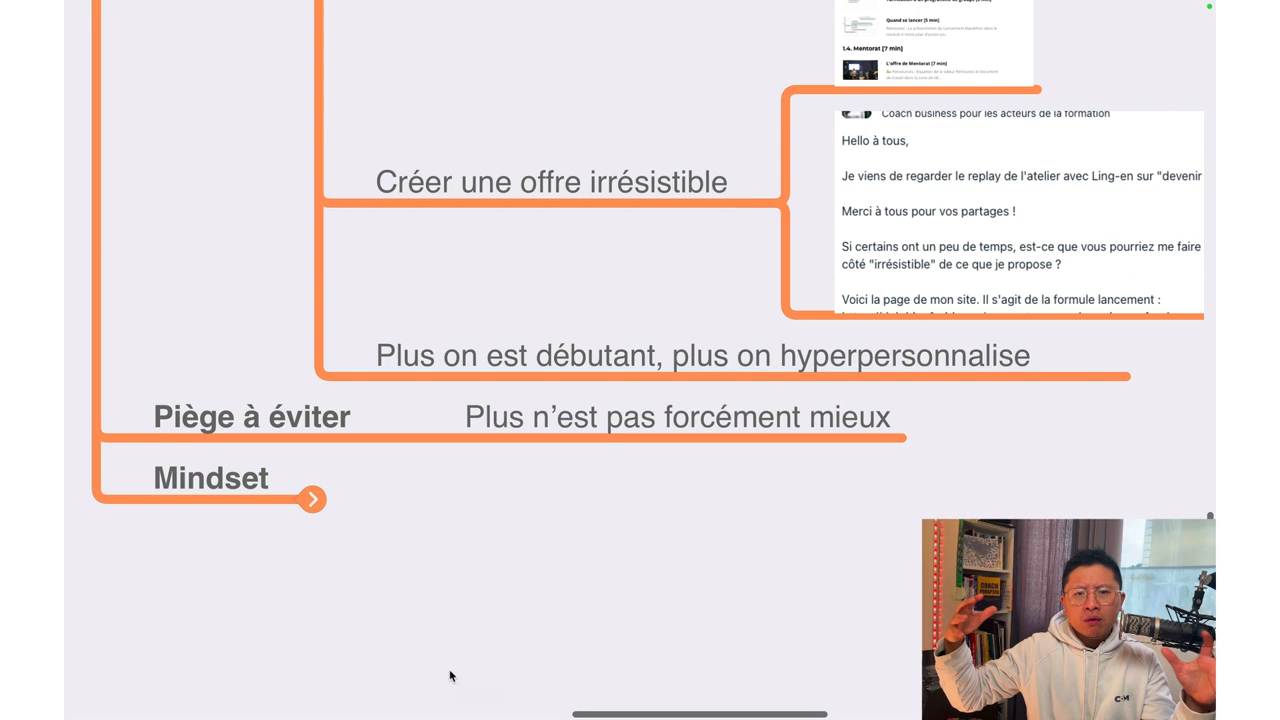 Quand se lancer [5 min]
1.4. Mentorat [7 min]
L'offre de Mentorat [7 min]
Coach business pour les acteurs de la formation
Hello à tous,
Je viens de regarder le replay de l'atelier avec Ling-en sur "devenir
Merci à tous pour vos partages !
Si certains ont un peu de temps, est-ce que vous pourriez me faire
côté "irrésistible" de ce que je propose ?
Voici la page de mon site. Il s'agit de la formule lancement :
Créer une offre irrésistible
Plus on est débutant, plus on hyperpersonnalise
Piège à éviter
Plus n'est pas forcément mieux
Mindset
COACH